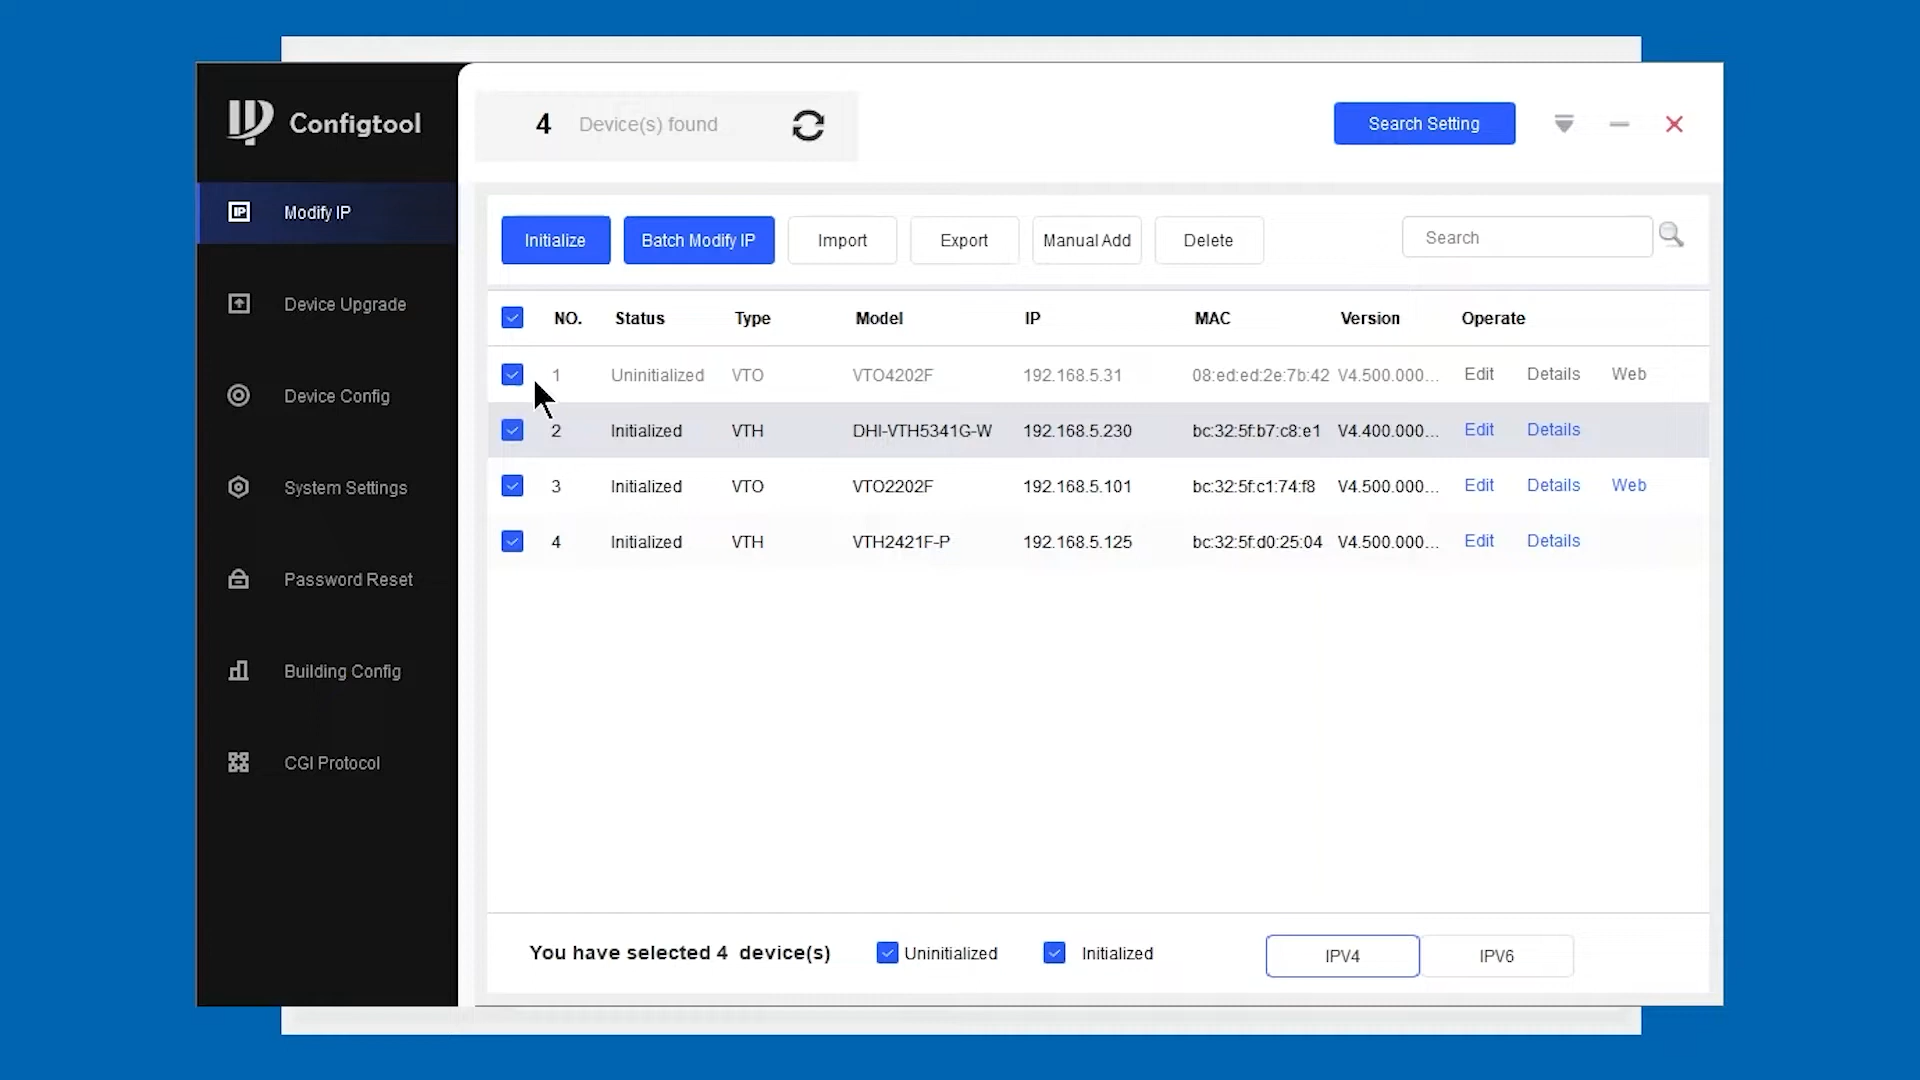 Configtool
4 Device(s) found
Search Setting
Modify IP
Device Upgrade
Device Config
System Settings
Password Reset
Building Config
CGI Protocol
Initialize Batch Modify IP Import Export Manual Add Delete Search
NO. Status Type Model IP MAC Version Operate
1 Uninitialized VTO VTO4202F 192.168.5.31 08:ed:ed:2e:7b:42 V4.500.000... Edit Details Web
2 Initialized VTH DHI-VTH5341G-W 192.168.5.230 bc:32:5f:b7:c8:e1 V4.400.000... Edit Details
3 Initialized VTO VTO2202F 192.168.5.101 bc:32:5f:c1:74:f8 V4.500.000... Edit Details Web
4 Initialized VTH VTH2421F-P 192.168.5.125 bc:32:5f:d0:25:04 V4.500.000... Edit Details
You have selected 4 device(s) Uninitialized Initialized IPV4 IPV6